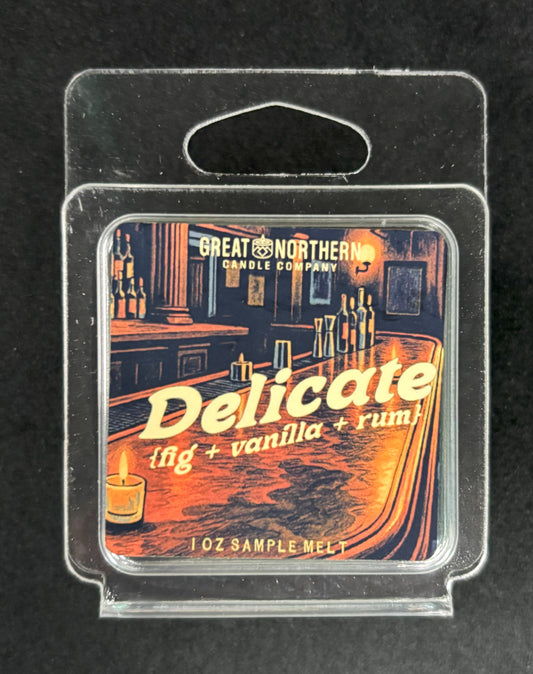 GREAT NORTHERN
CANDLE COMPANY
Delicate
{fig + vanilla + rum}
1 OZ SAMPLE MELT